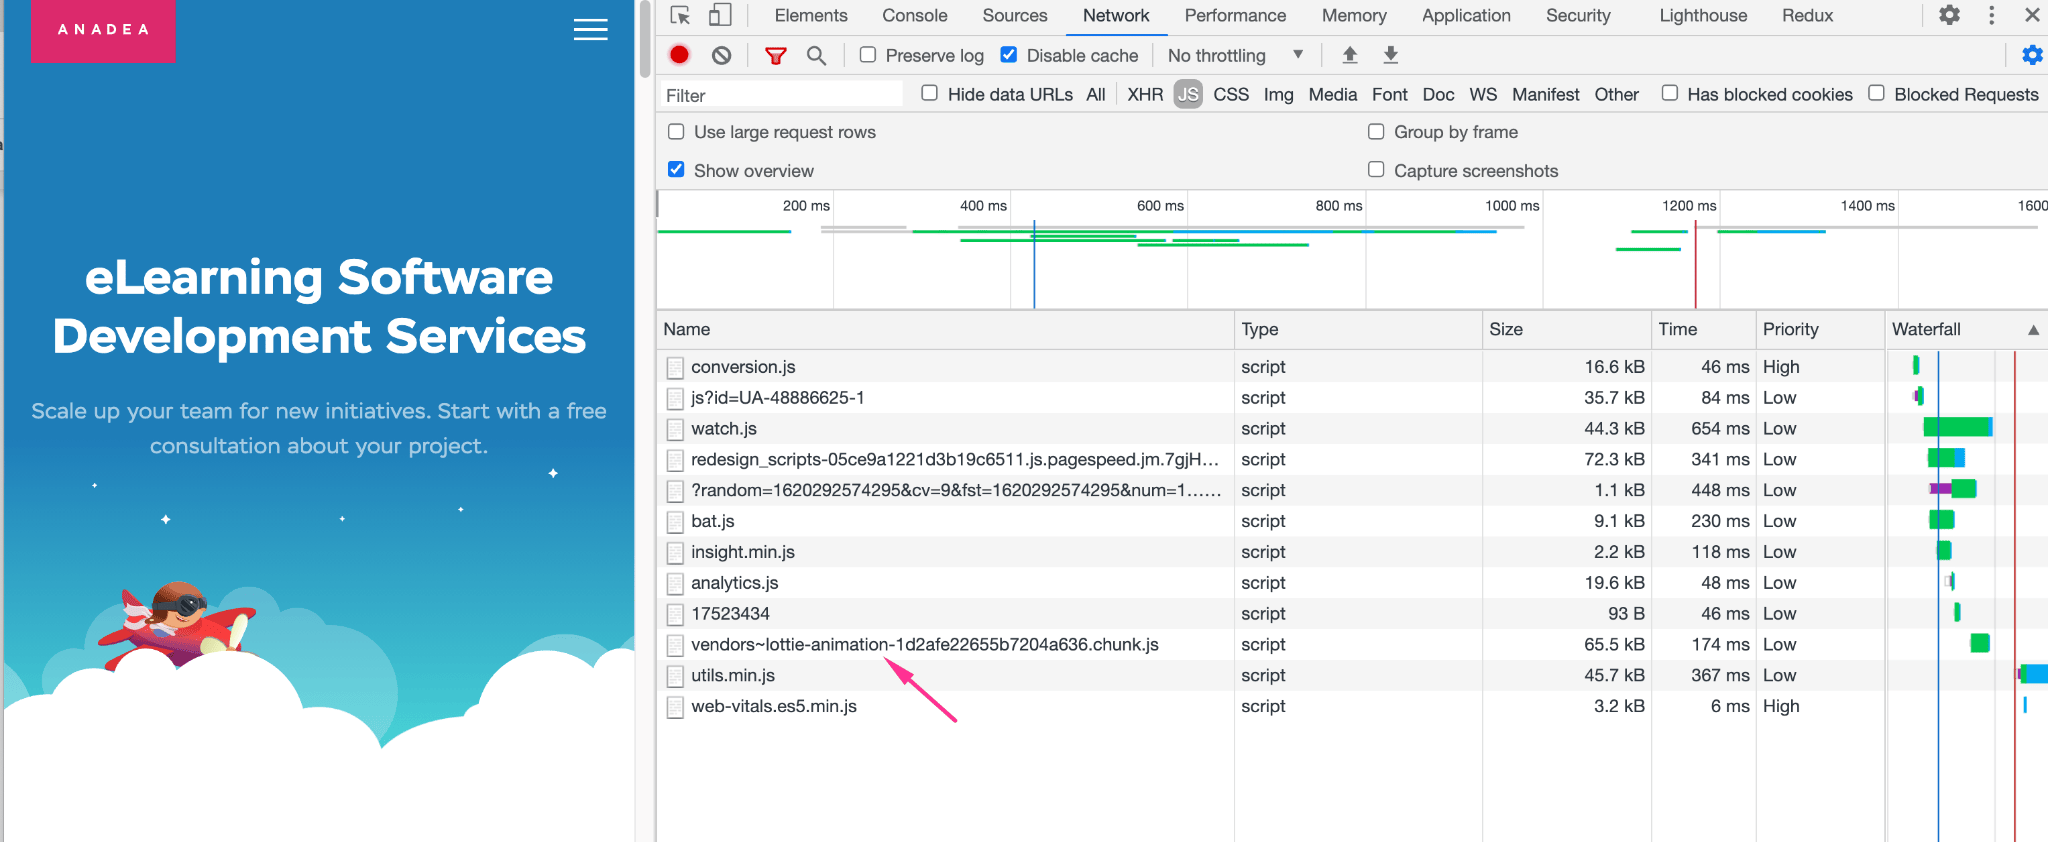 ANADEA
eLearning Software
Development Services
Scale up your team for new initiatives. Start with a free
consultation about your project.
Elements Console Sources Network Performance Memory Application Security Lighthouse Redux
Preserve log Disable cache No throttling
Filter Hide data URLs All XHR JS CSS Img Media Font Doc WS Manifest Other Has blocked cookies Blocked Requests
Use large request rows Group by frame
Show overview Capture screenshots
200 ms 400 ms 600 ms 800 ms 1000 ms 1200 ms 1400 ms 1600
Name Type Size Time Priority Waterfall
conversion.js script 16.6 kB 46 ms High
js?id=UA-48886625-1 script 35.7 kB 84 ms Low
watch.js script 44.3 kB 654 ms Low
redesign_scripts-05ce9a1221d3b19c6511.js.pagespeed.jm.7gjH... script 72.3 kB 341 ms Low
?random=1620292574295&cv=9&fst=1620292574295&num=1...... script 1.1 kB 448 ms Low
bat.js script 9.1 kB 230 ms Low
insight.min.js script 2.2 kB 118 ms Low
analytics.js script 19.6 kB 48 ms Low
17523434 script 93 B 46 ms Low
vendors~lottie-animation-1d2afe22655b7204a636.chunk.js script 65.5 kB 174 ms Low
utils.min.js script 45.7 kB 367 ms Low
web-vitals.es5.min.js script 3.2 kB 6 ms High